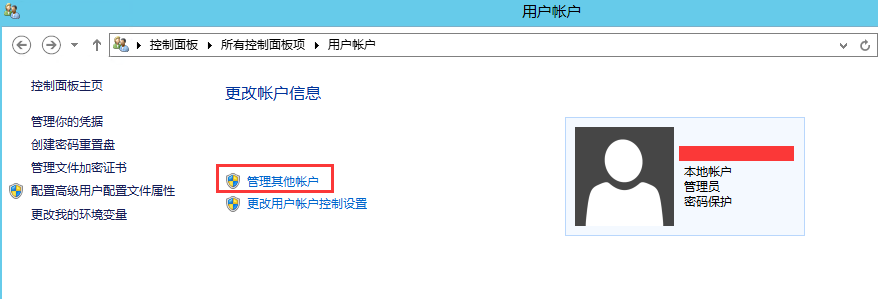 用户帐户
控制面板 所有控制面板项 用户帐户
控制面板主页
管理你的凭据
创建密码重置盘
管理文件加密证书
配置高级用户配置文件属性
更改我的环境变量
更改帐户信息
管理其他帐户
更改用户帐户控制设置
本地帐户
管理员
密码保护